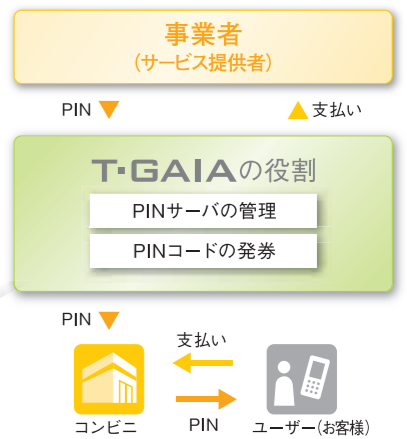 事業者
(サービス提供者)
PIN 支払い
T-GAIAの役割
PINサーバの管理
PINコードの発券
PIN
支払い
コンビニ PIN ユーザー(お客様)